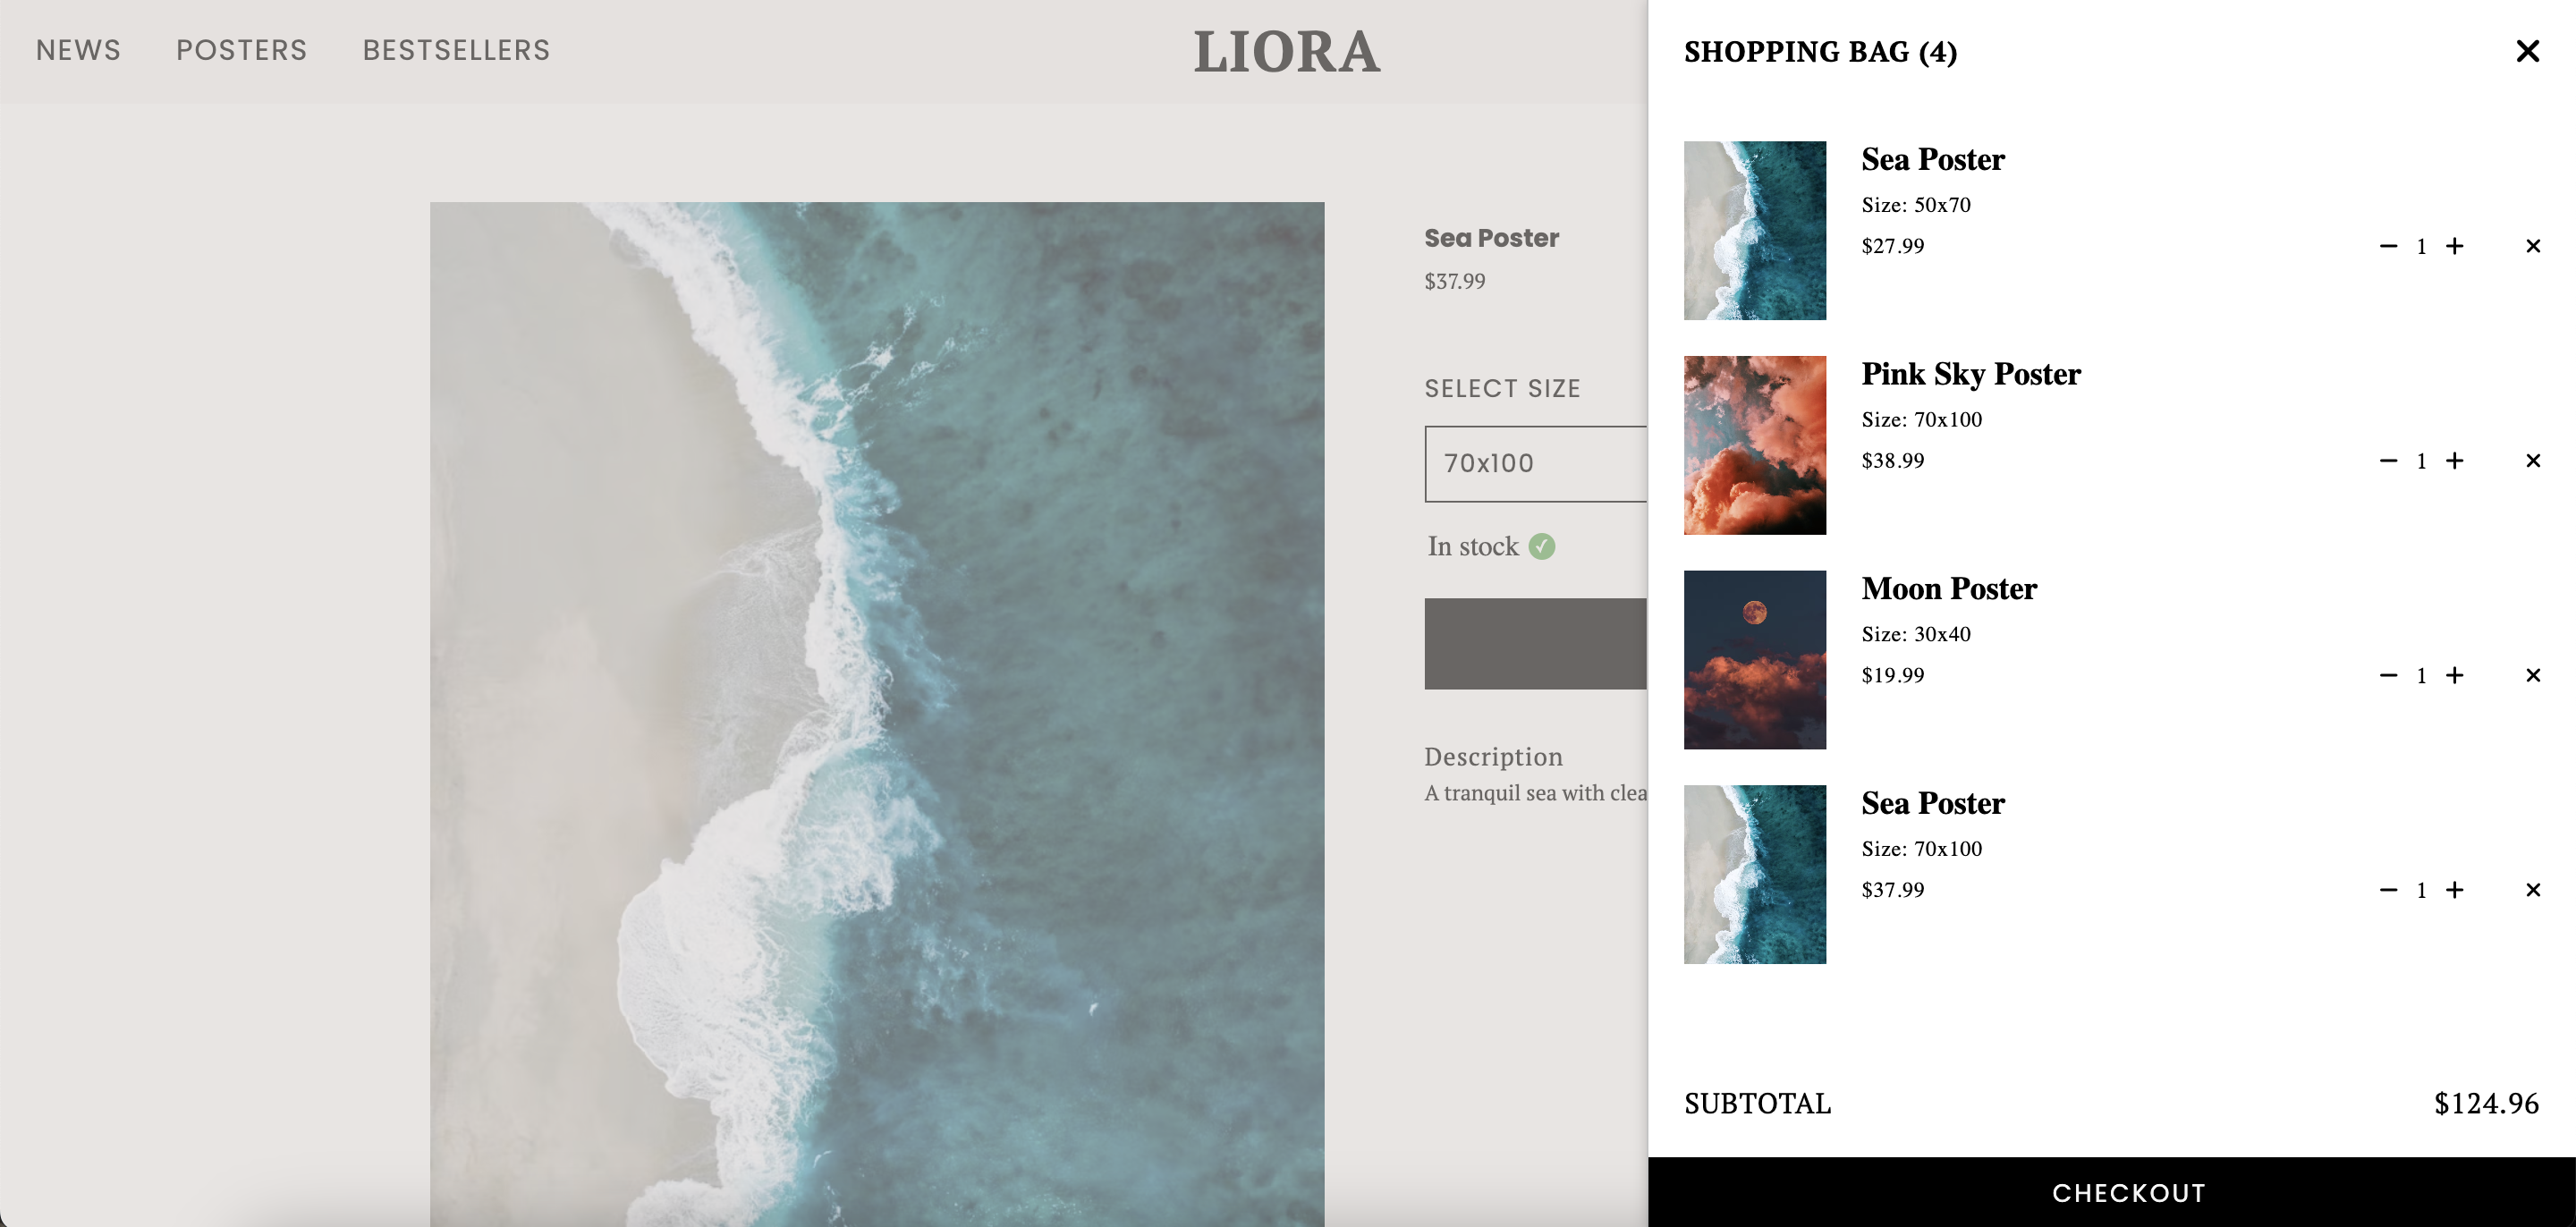 NEWS POSTERS BESTSELLERS
LIORA
Sea Poster
$37.99
SELECT SIZE
70x100
In stock
Description
A tranquil sea with clea
SHOPPING BAG (4)
Sea Poster
Size: 50x70
$27.99
1
Pink Sky Poster
Size: 70x100
$38.99
1
Moon Poster
Size: 30x40
$19.99
1
Sea Poster
Size: 70x100
$37.99
1
SUBTOTAL $124.96
CHECKOUT